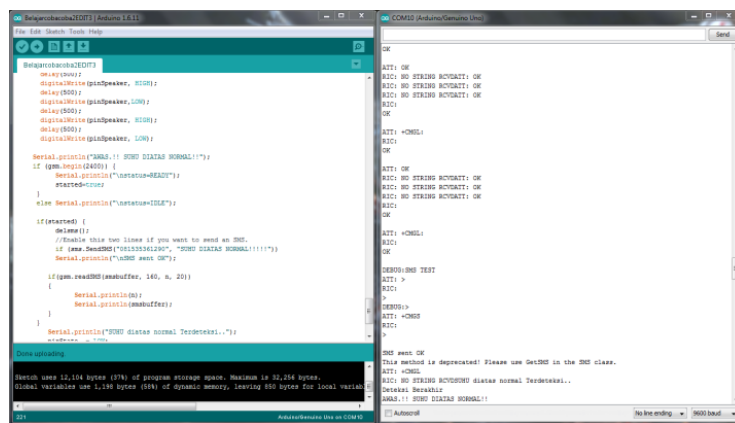 Belajarcobacoba2EDIT3 | Arduino 1.6.11
File Edit Sketch Tools Help
Belajarcobacoba2EDIT3
delay(500);
digitalWrite(pinSpeaker, HIGH);
delay(500);
digitalWrite(pinSpeaker,LOW);
delay(500);
digitalWrite(pinSpeaker, HIGH);
delay(500);
digitalWrite(pinSpeaker, LOW);
Serial.println("AWAS.!! SUHU DIATAS NORMAL!!");
if (gsm.begin(2400)) {
Serial.println("\nstatus=READY");
started=true;
}
else Serial.println("\nstatus=IDLE");
if(started) {
delsms();
//Enable this two lines if you want to send an SMS.
if (sms.SendSMS("081535361290", "SUHU DIATAS NORMAL!!!!!"))
Serial.println("\nSMS sent OK");
if(gsm.readSMS(smsbuffer, 160, n, 20))
{
Serial.println(n);
Serial.println(smsbuffer);
}
}
Serial.println("SUHU diatas normal Terdeteksi..");
pinState = LOW;
Done uploading.
Sketch uses 12,104 bytes (37%) of program storage space. Maximum is 32,256 bytes.
Global variables use 1,198 bytes (58%) of dynamic memory, leaving 850 bytes for local variabl
221
Arduino/Genuino Uno on COM10
COM10 (Arduino/Genuino Uno)
Send
OK
ATT: OK
RIC: NO STRING RCVDATT: OK
RIC: NO STRING RCVDATT: OK
RIC: NO STRING RCVDATT: OK
RIC:
OK
ATT: +CMGL:
RIC:
OK
ATT: OK
RIC: NO STRING RCVDATT: OK
RIC: NO STRING RCVDATT: OK
RIC: NO STRING RCVDATT: OK
RIC:
OK
ATT: +CMGL:
RIC:
OK
DEBUG:SMS TEST
ATT: >
RIC:
>
DEBUG:>
ATT: +CMGS
RIC:
>
SMS sent OK
This method is deprecated! Please use GetSMS in the SMS class.
ATT: +CMGL
RIC: NO STRING RCVDSUHU diatas normal Terdeteksi..
Deteksi Berakhir
AWAS.!! SUHU DIATAS NORMAL!!
Autoscroll
No line ending
9600 baud